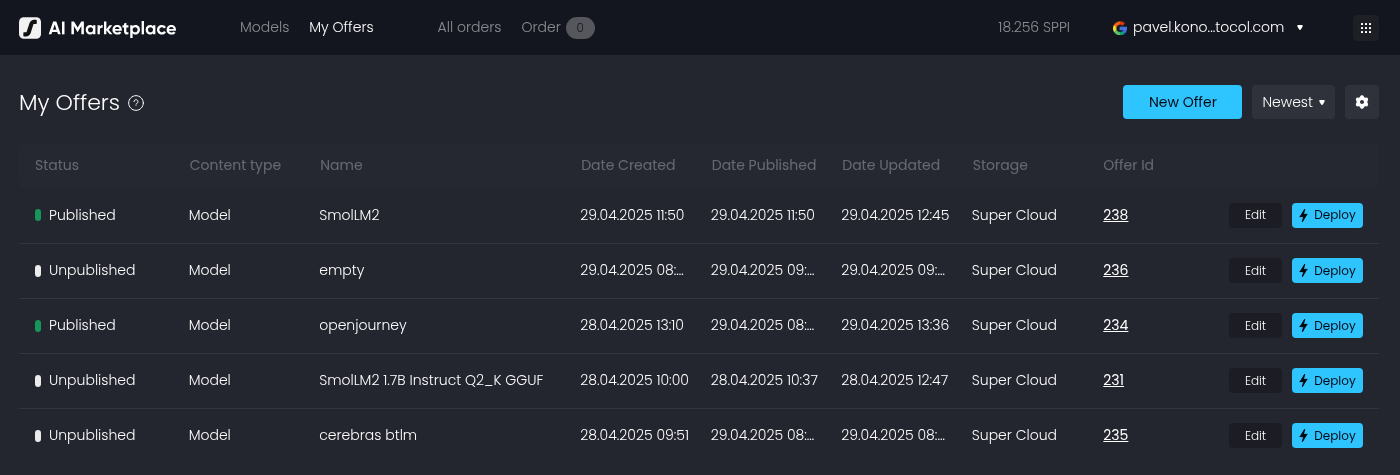 AI Marketplace Models My Offers All orders Order 0 18.256 SPPI pavel.kono...tocol.com
My Offers ? New Offer Newest
Status Content type Name Date Created Date Published Date Updated Storage Offer Id
Published Model SmolLM2 29.04.2025 11:50 29.04.2025 11:50 29.04.2025 12:45 Super Cloud 238 Edit Deploy
Unpublished Model empty 29.04.2025 08:... 29.04.2025 09:... 29.04.2025 09:... Super Cloud 236 Edit Deploy
Published Model openjourney 28.04.2025 13:10 29.04.2025 08:... 29.04.2025 13:36 Super Cloud 234 Edit Deploy
Unpublished Model SmolLM2 1.7B Instruct Q2_K GGUF 28.04.2025 10:00 28.04.2025 10:37 28.04.2025 12:47 Super Cloud 231 Edit Deploy
Unpublished Model cerebras btlm 28.04.2025 09:51 29.04.2025 08:... 29.04.2025 08:... Super Cloud 235 Edit Deploy